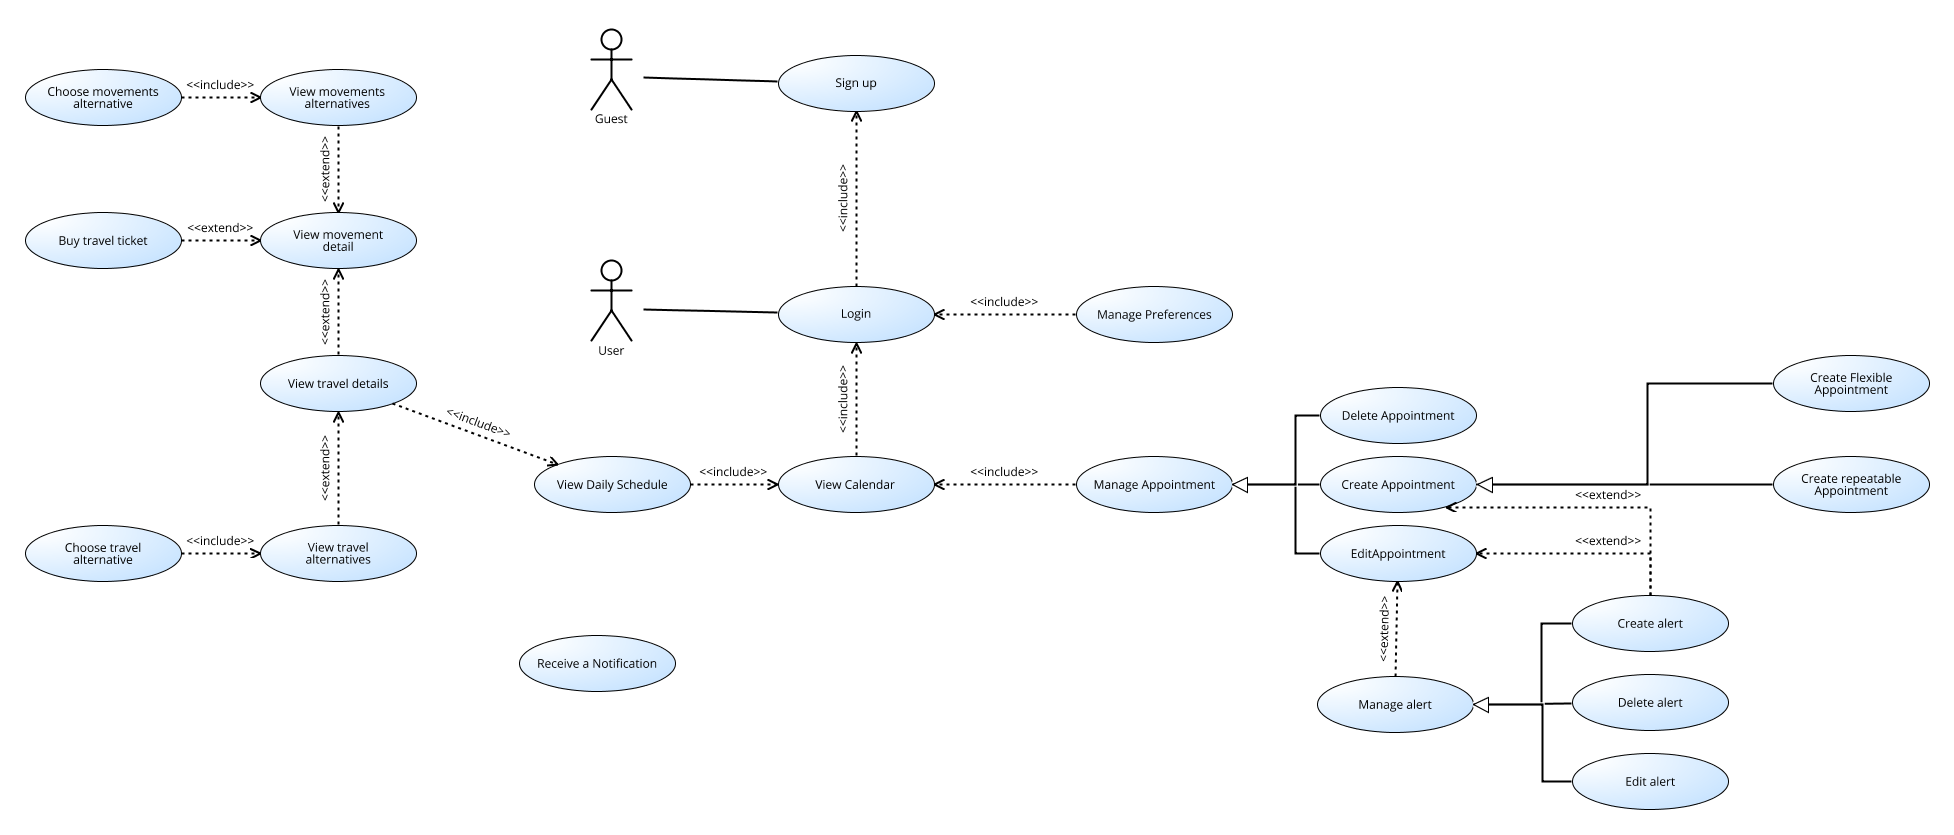 Guest
Sign up
Choose movements
alternative
<<include>>
View movements
alternatives
<<extend>>
<<include>>
Buy travel ticket
<<extend>>
View movement
detail
<<extend>>
User
Login
<<include>>
Manage Preferences
View travel details
<<include>>
<<include>>
<<extend>>
Choose travel
alternative
<<include>>
View travel
alternatives
View Daily Schedule
<<include>>
View Calendar
<<include>>
Manage Appointment
Delete Appointment
Create Appointment
EditAppointment
Create Flexible
Appointment
Create repeatable
Appointment
<<extend>>
<<extend>>
<<extend>>
Receive a Notification
Manage alert
Create alert
Delete alert
Edit alert